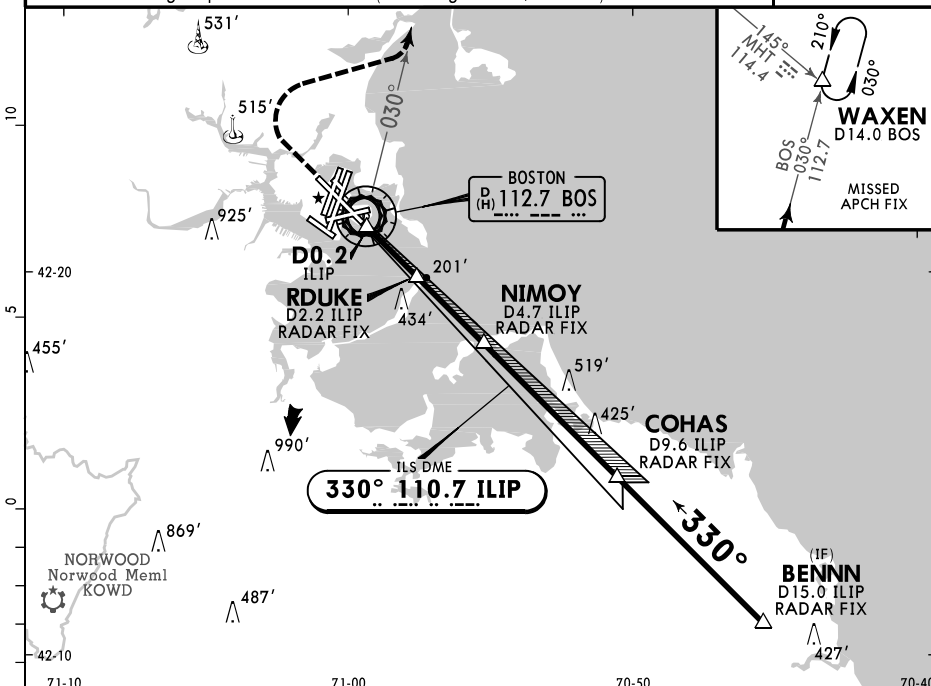 531'
515'
10
030°
145°
MHT
114.4
210°
030°
WAXEN
D14.0 BOS
BOS
030°
112.7
MISSED
APCH FIX
BOSTON
D
(H) 112.7 BOS
925'
D0.2
ILIP
42-20
201'
RDUKE
D2.2 ILIP
RADAR FIX
434'
NIMOY
D4.7 ILIP
RADAR FIX
5
455'
519'
425'
COHAS
D9.6 ILIP
RADAR FIX
990'
ILS DME
330° 110.7 ILIP
0
330°
869'
NORWOOD
Norwood Meml
KOWD
487'
(IF)
BENNN
D15.0 ILIP
RADAR FIX
427'
42-10
71-10
71-00
70-50
70-40